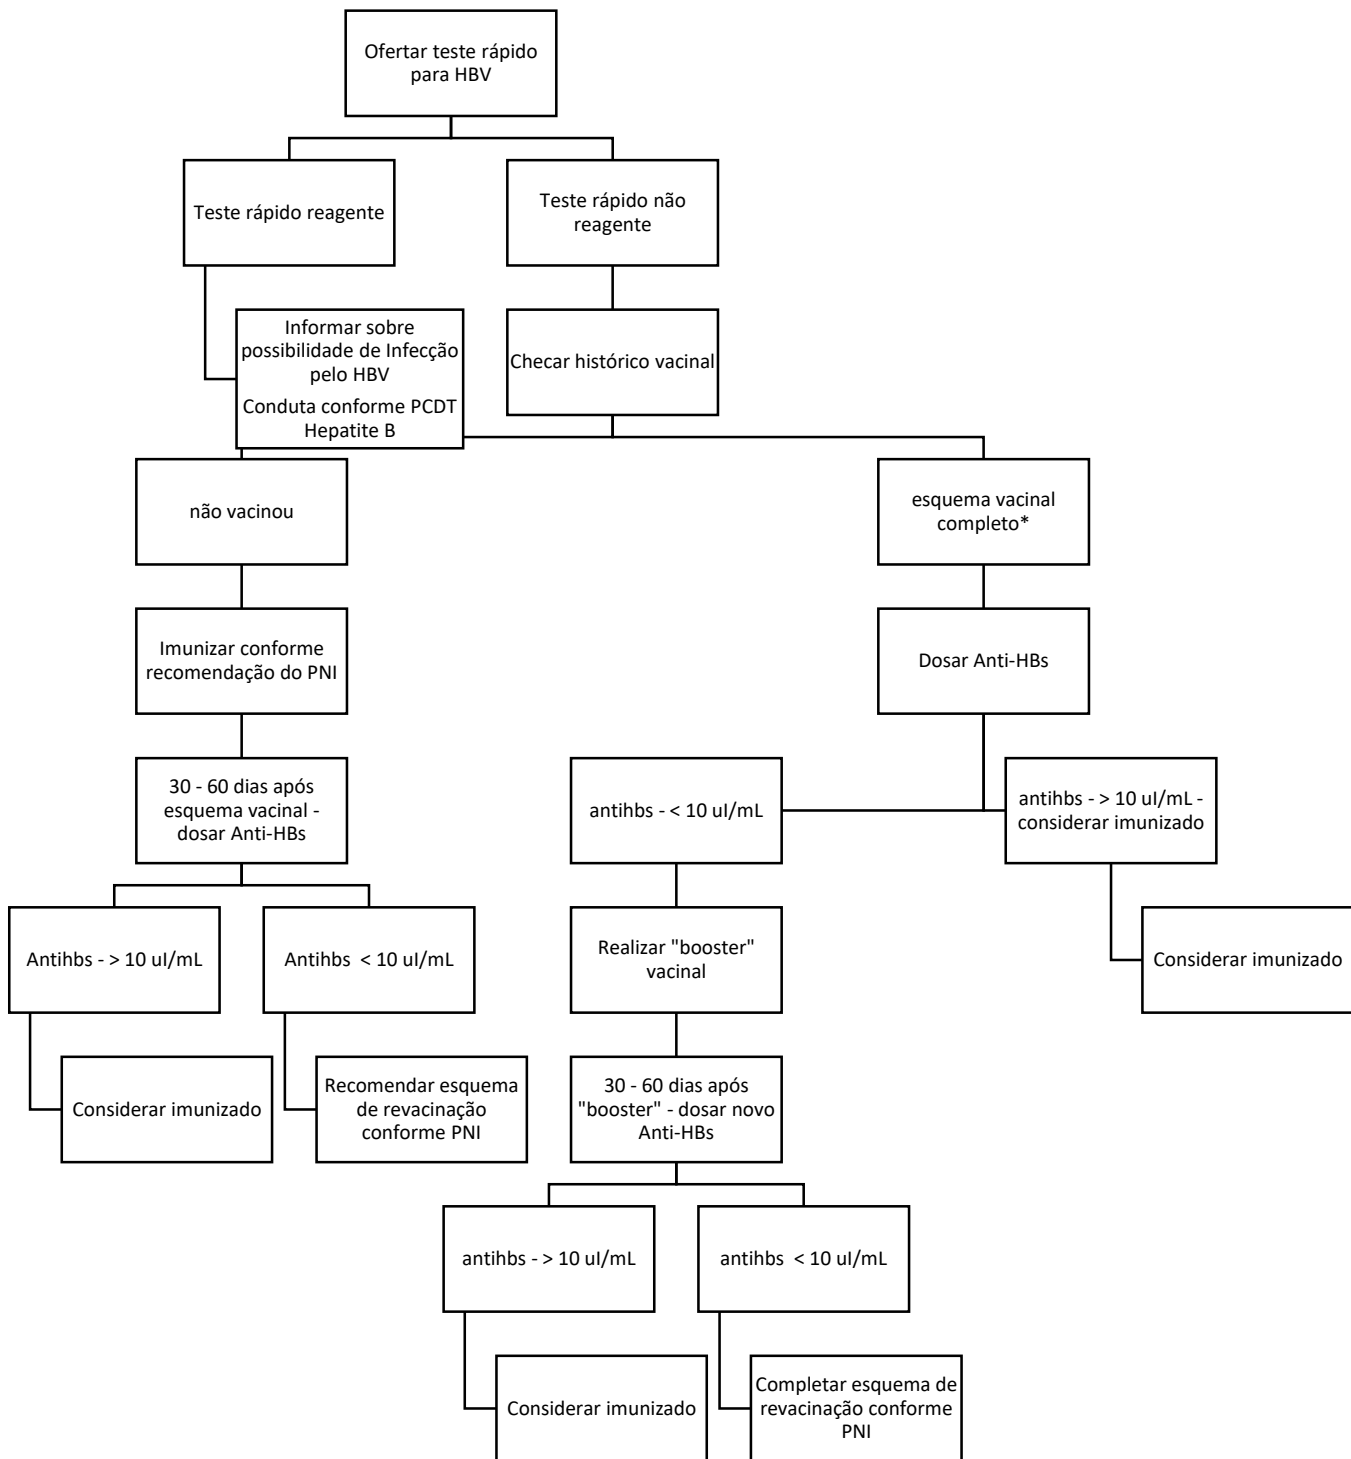 Ofertar teste rápido
para HBV
Teste rápido reagente
Teste rápido não
reagente
Informar sobre
possibilidade de Infecção
pelo HBV
Conduta conforme PCDT
Hepatite B
Checar histórico vacinal
não vacinou
esquema vacinal
completo*
Imunizar conforme
recomendação do PNI
Dosar Anti-HBs
30 - 60 dias após
esquema vacinal -
dosar Anti-HBs
antihbs - < 10 uI/mL
antihbs - > 10 uI/mL -
considerar imunizado
Antihbs - > 10 uI/mL
Antihbs  < 10 uI/mL
Realizar "booster"
vacinal
Considerar imunizado
Considerar imunizado
Recomendar esquema
de revacinação
conforme PNI
30 - 60 dias após
"booster" - dosar novo
Anti-HBs
antihbs - > 10 uI/mL
antihbs  < 10 uI/mL
Considerar imunizado
Completar esquema de
revacinação conforme
PNI